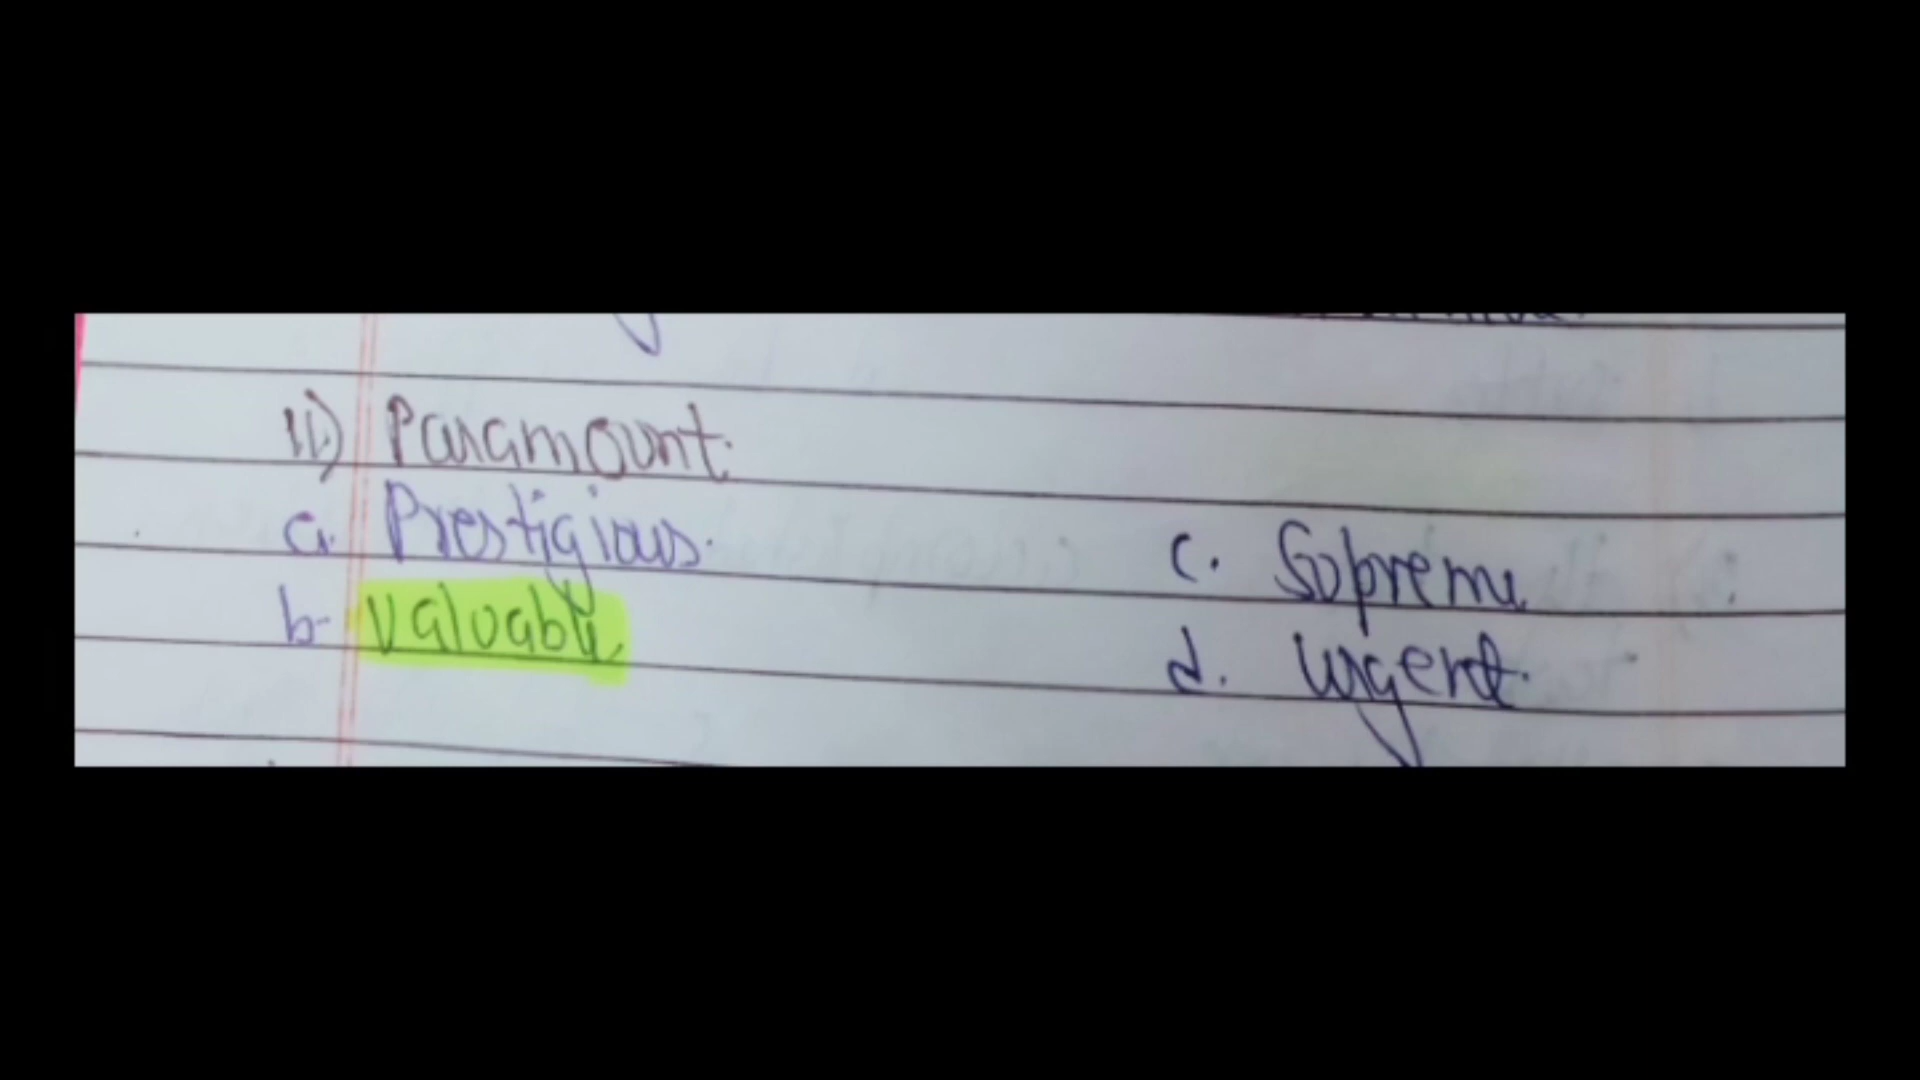 11) Paramount.
a. Prestigious.
b- Valuable
c. Supreme
d. Urgent.